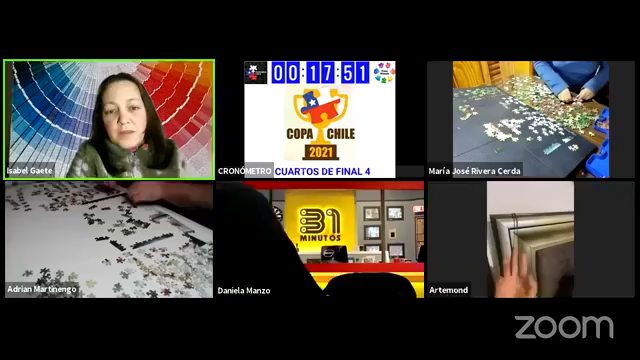 00:17:51
COPA CHILE
2021
Isabel Gaete
CRONÓMETRO
CUARTOS DE FINAL 4
María José Rivera Cerda
31
MINUTOS
Adrian Martinengo
Daniela Manzo
Artemond
zoom